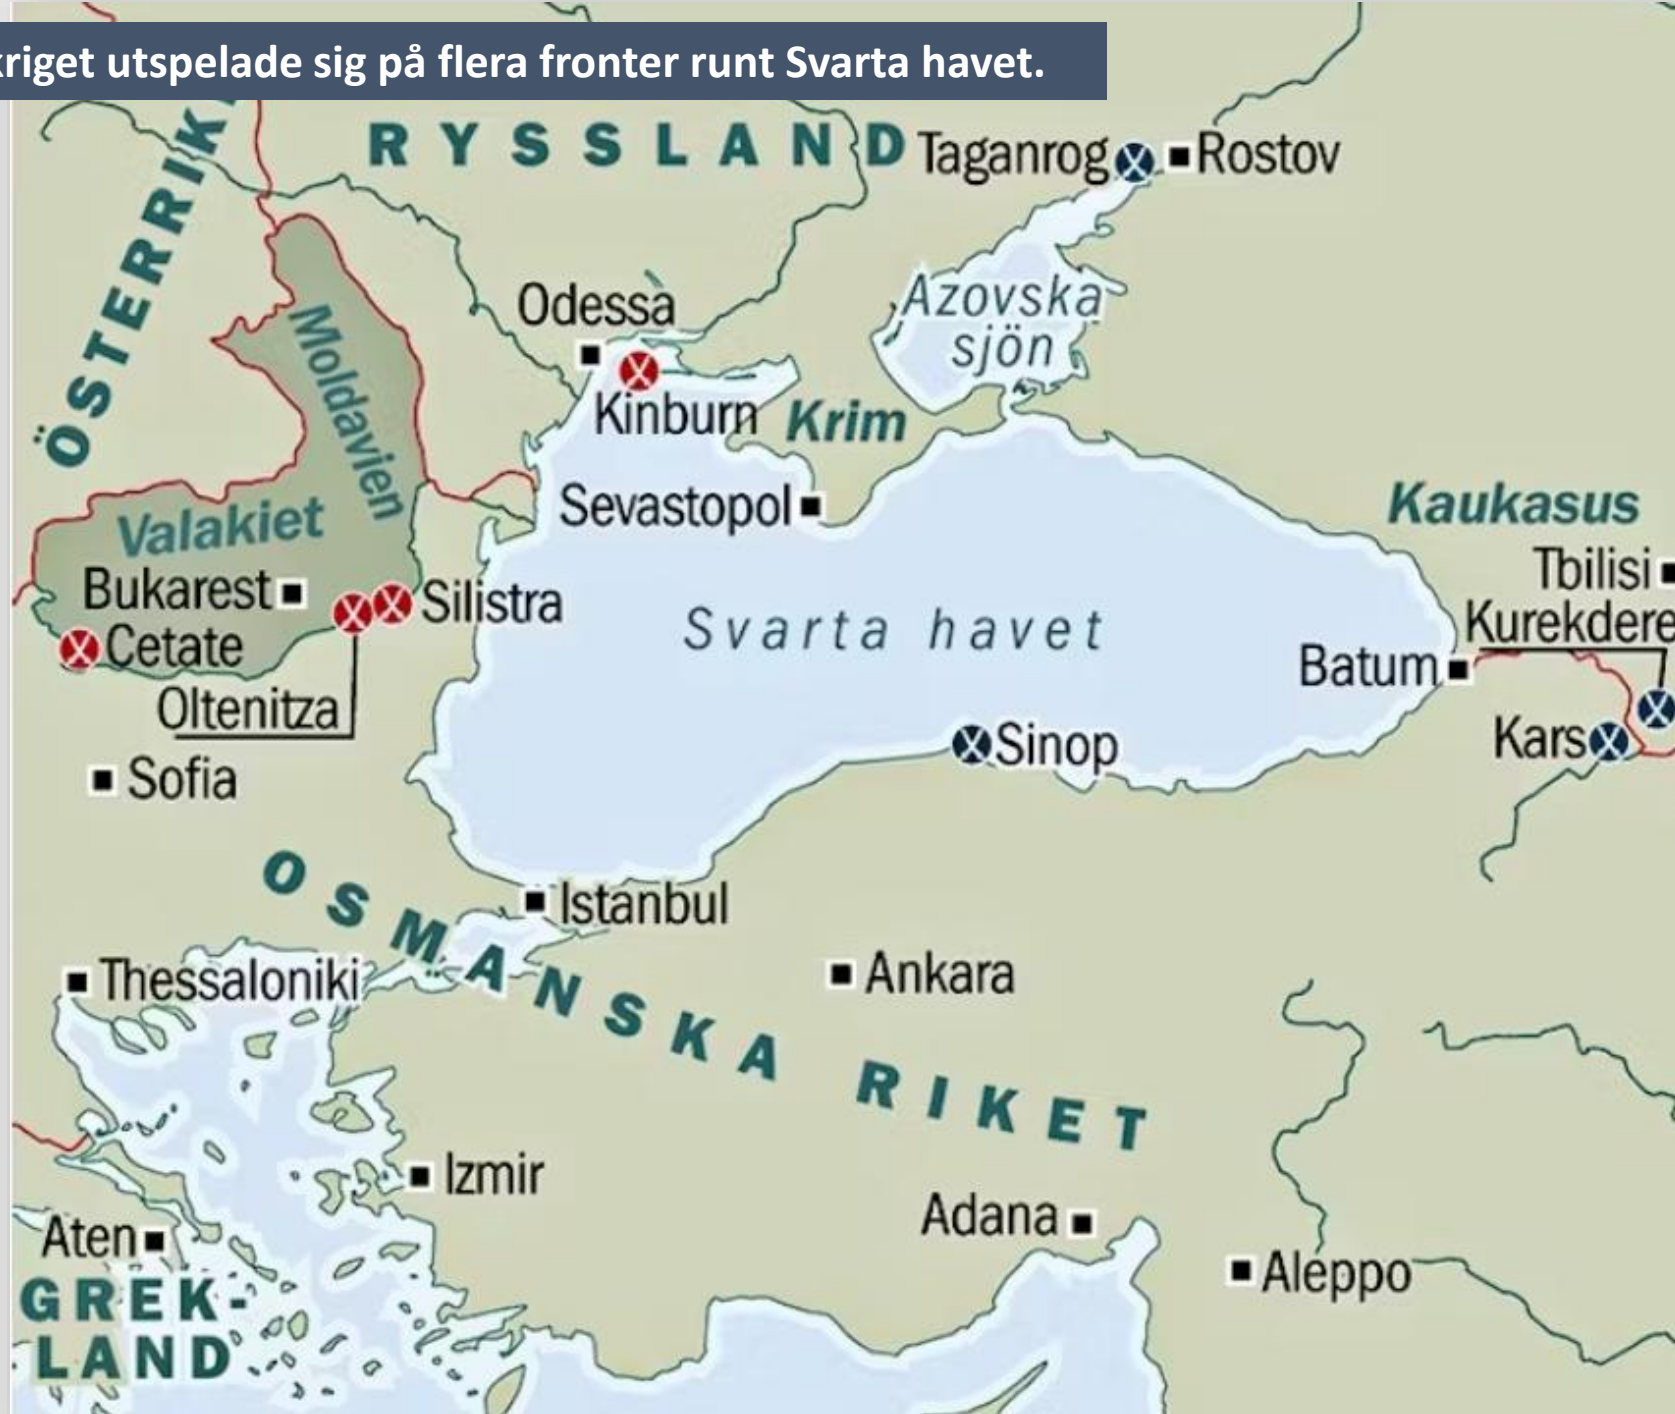 kriget utspelade sig på flera fronter runt Svarta havet.
ÖSTERRIKE
RYSSLAND
Taganrog
Rostov
Azovska
sjön
Odessa
Moldavien
Kinburn
Krim
Sevastopol
Kaukasus
Valakiet
Tbilisi
Bukarest
Silistra
Kurekdere
Svarta havet
Cetate
Batum
Oltenitza
Sinop
Kars
Sofia
OSMANSKA RIKET
Istanbul
Thessaloniki
Ankara
Izmir
Adana
Aten
Aleppo
GREK-
LAND